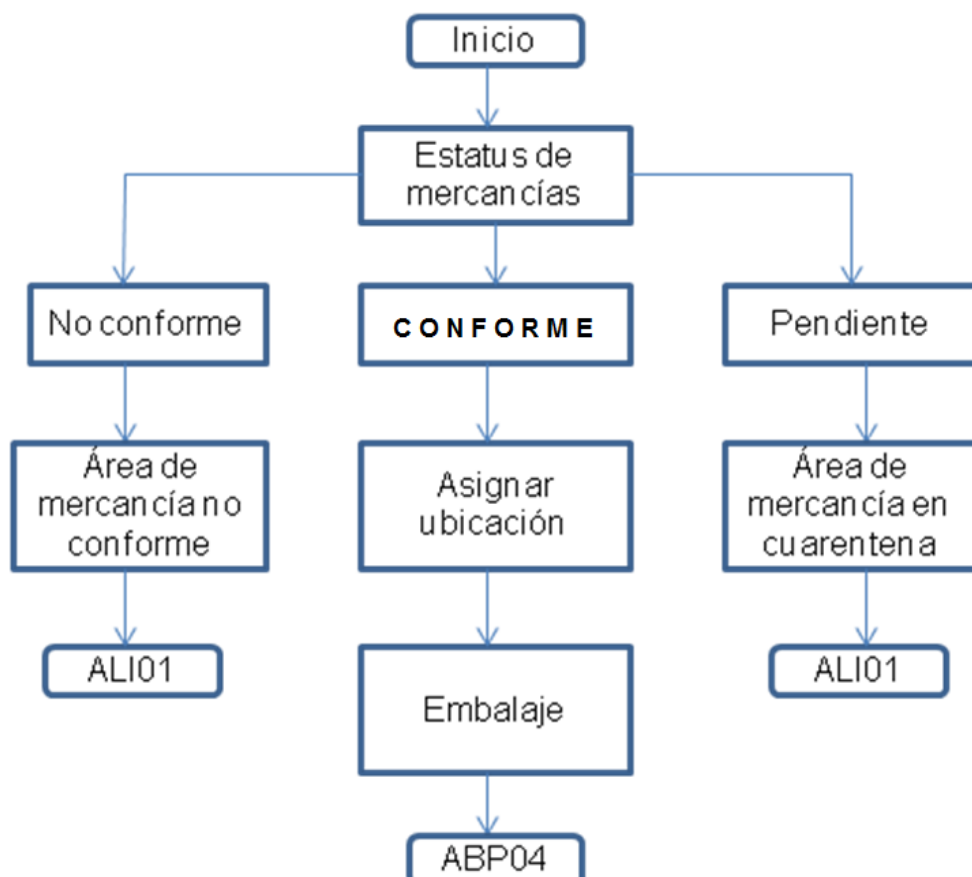 Inicio
Estatus de
mercancías
No conforme
CONFORME
Pendiente
Área de
mercancía no
conforme
Asignar
ubicación
Área de
mercancía en
cuarentena
ALI01
Embalaje
ALI01
ABP04